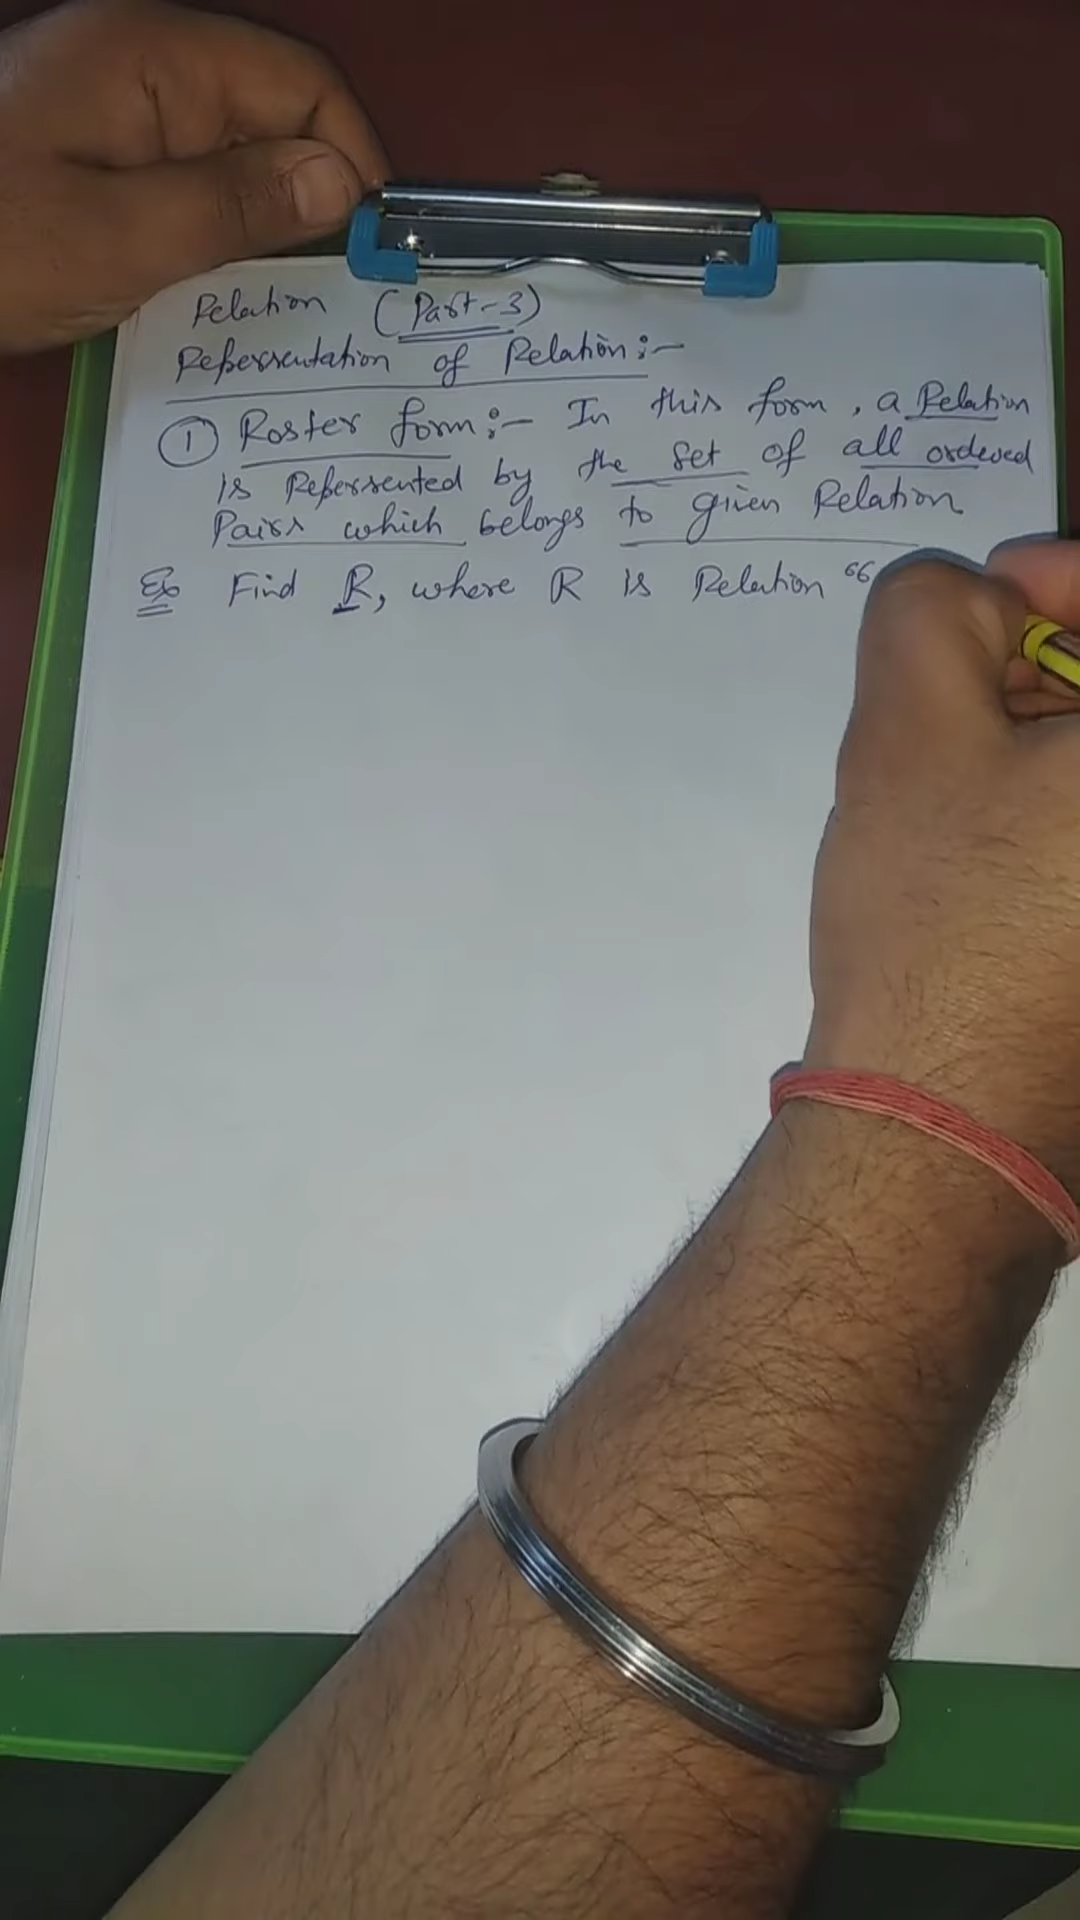 Relation (Part-3)
Representation of Relation :-
① Roster form :- In this form, a Relation
is Represented by the set of all ordered
Pairs which belongs to given Relation
Ex Find R, where R is Relation "